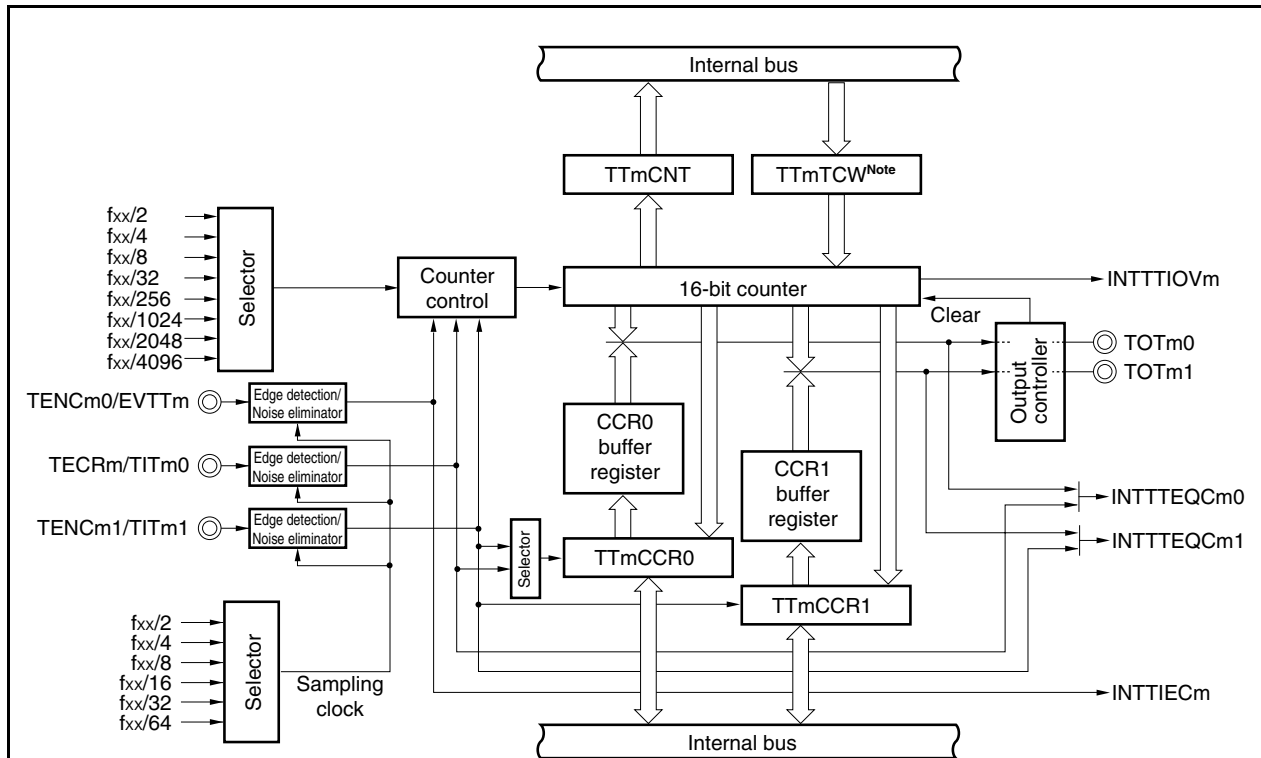 Internal bus
TTmCNT
TTmTCWNote
fxx/2
fxx/4
fxx/8
fxx/32
fxx/256
fxx/1024
fxx/2048
fxx/4096
Selector
Counter
control
16-bit counter
INTTTIOVm
Clear
TOTm0
TOTm1
Output
controller
TENCm0/EVTTm
Edge detection/
Noise eliminator
TECRm/TITm0
Edge detection/
Noise eliminator
TENCm1/TITm1
Edge detection/
Noise eliminator
CCR0
buffer
register
CCR1
buffer
register
INTTTEQCm0
INTTTEQCm1
Selector
TTmCCR0
TTmCCR1
fxx/2
fxx/4
fxx/8
fxx/16
fxx/32
fxx/64
Selector
Sampling
clock
INTTIECm
Internal bus